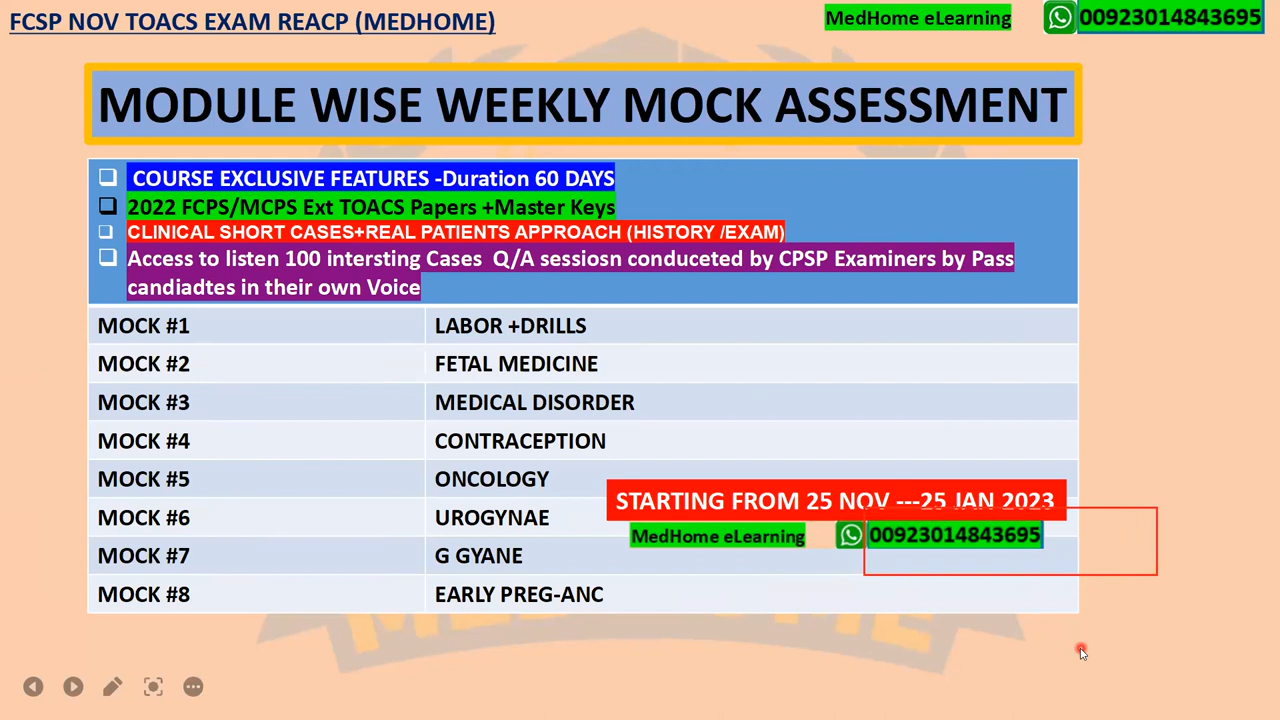 FCSP NOV TOACS EXAM REACP (MEDHOME)
MedHome eLearning 00923014843695
MODULE WISE WEEKLY MOCK ASSESSMENT
COURSE EXCLUSIVE FEATURES -Duration 60 DAYS
2022 FCPS/MCPS Ext TOACS Papers +Master Keys
CLINICAL SHORT CASES+REAL PATIENTS APPROACH (HISTORY /EXAM)
Access to listen 100 intersting Cases Q/A sessiosn conduceted by CPSP Examiners by Pass
candiadtes in their own Voice
MOCK #1 LABOR +DRILLS
MOCK #2 FETAL MEDICINE
MOCK #3 MEDICAL DISORDER
MOCK #4 CONTRACEPTION
MOCK #5 ONCOLOGY
STARTING FROM 25 NOV ---25 JAN 2023
MOCK #6 UROGYNAE
MedHome eLearning 00923014843695
MOCK #7 G GYANE
MOCK #8 EARLY PREG-ANC
MEDHOME